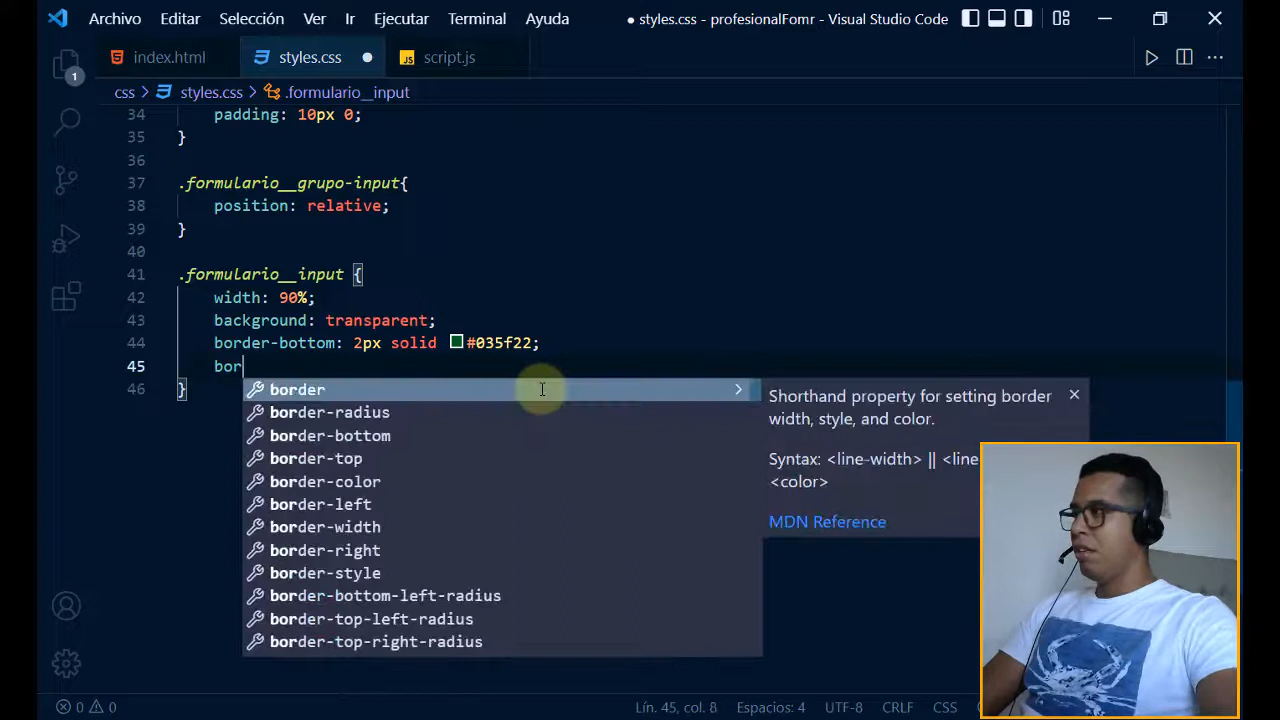 Archivo Editar Selección Ver Ir Ejecutar Terminal Ayuda ● styles.css - profesionalFomr - Visual Studio Code
index.html styles.css JS script.js
css > styles.css > .formulario__input
1
34 padding: 10px 0;
35 }
36
37 .formulario__grupo-input{
38 position: relative;
39 }
40
41 .formulario__input {
42 width: 90%;
43 background: transparent;
44 border-bottom: 2px solid #035f22;
45 bor
46 }
border
border-radius
border-bottom
border-top
border-color
border-left
border-width
border-right
border-style
border-bottom-left-radius
border-top-left-radius
border-top-right-radius
Shorthand property for setting border
width, style, and color.
Syntax: <line-width> || <line
<color>
MDN Reference
0 0 Lín. 45, col. 8 Espacios: 4 UTF-8 CRLF CSS